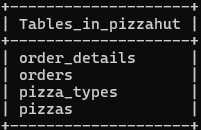 +--------------------+
| Tables_in_pizzahut |
+--------------------+
| order_details      |
| orders             |
| pizza_types        |
| pizzas             |
+--------------------+